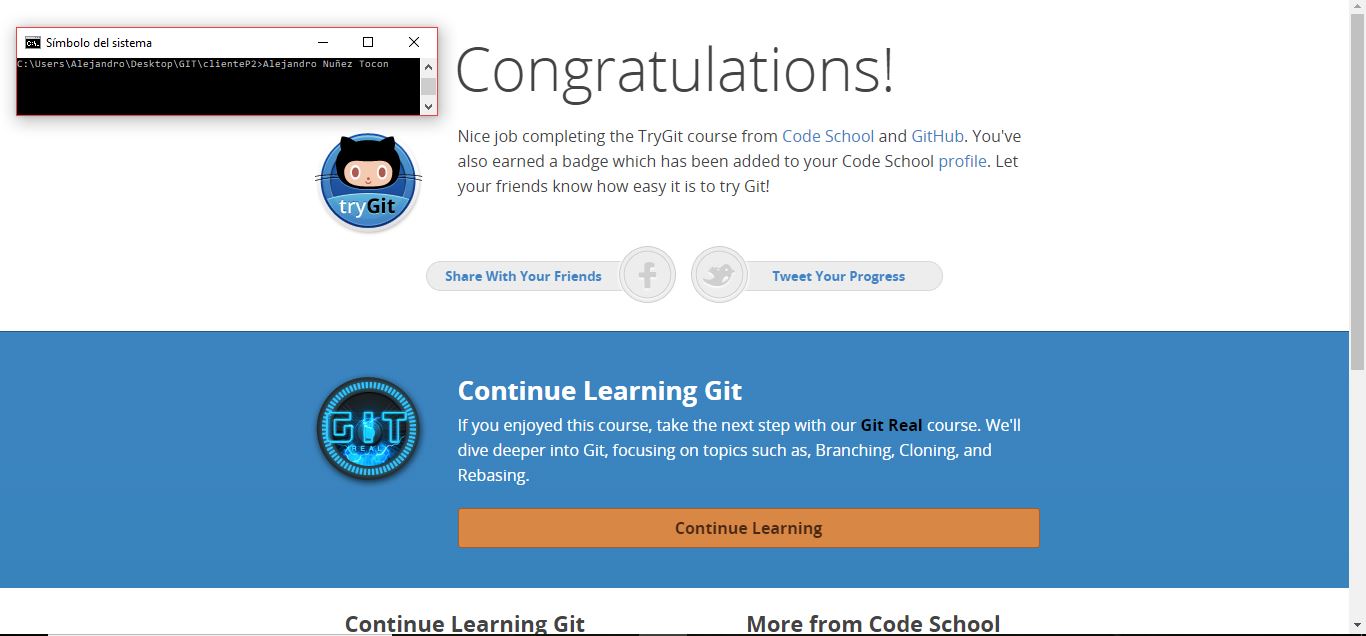 Símbolo del sistema
C:\Users\Alejandro\Desktop\GIT\clienteP2>Alejandro Nuñez Tocon
Congratulations!
Nice job completing the TryGit course from Code School and GitHub. You've
also earned a badge which has been added to your Code School profile. Let
your friends know how easy it is to try Git!
tryGit
Share With Your Friends
Tweet Your Progress
Continue Learning Git
If you enjoyed this course, take the next step with our Git Real course. We'll
dive deeper into Git, focusing on topics such as, Branching, Cloning, and
Rebasing.
GIT
REAL
Continue Learning
Continue Learning Git
More from Code School